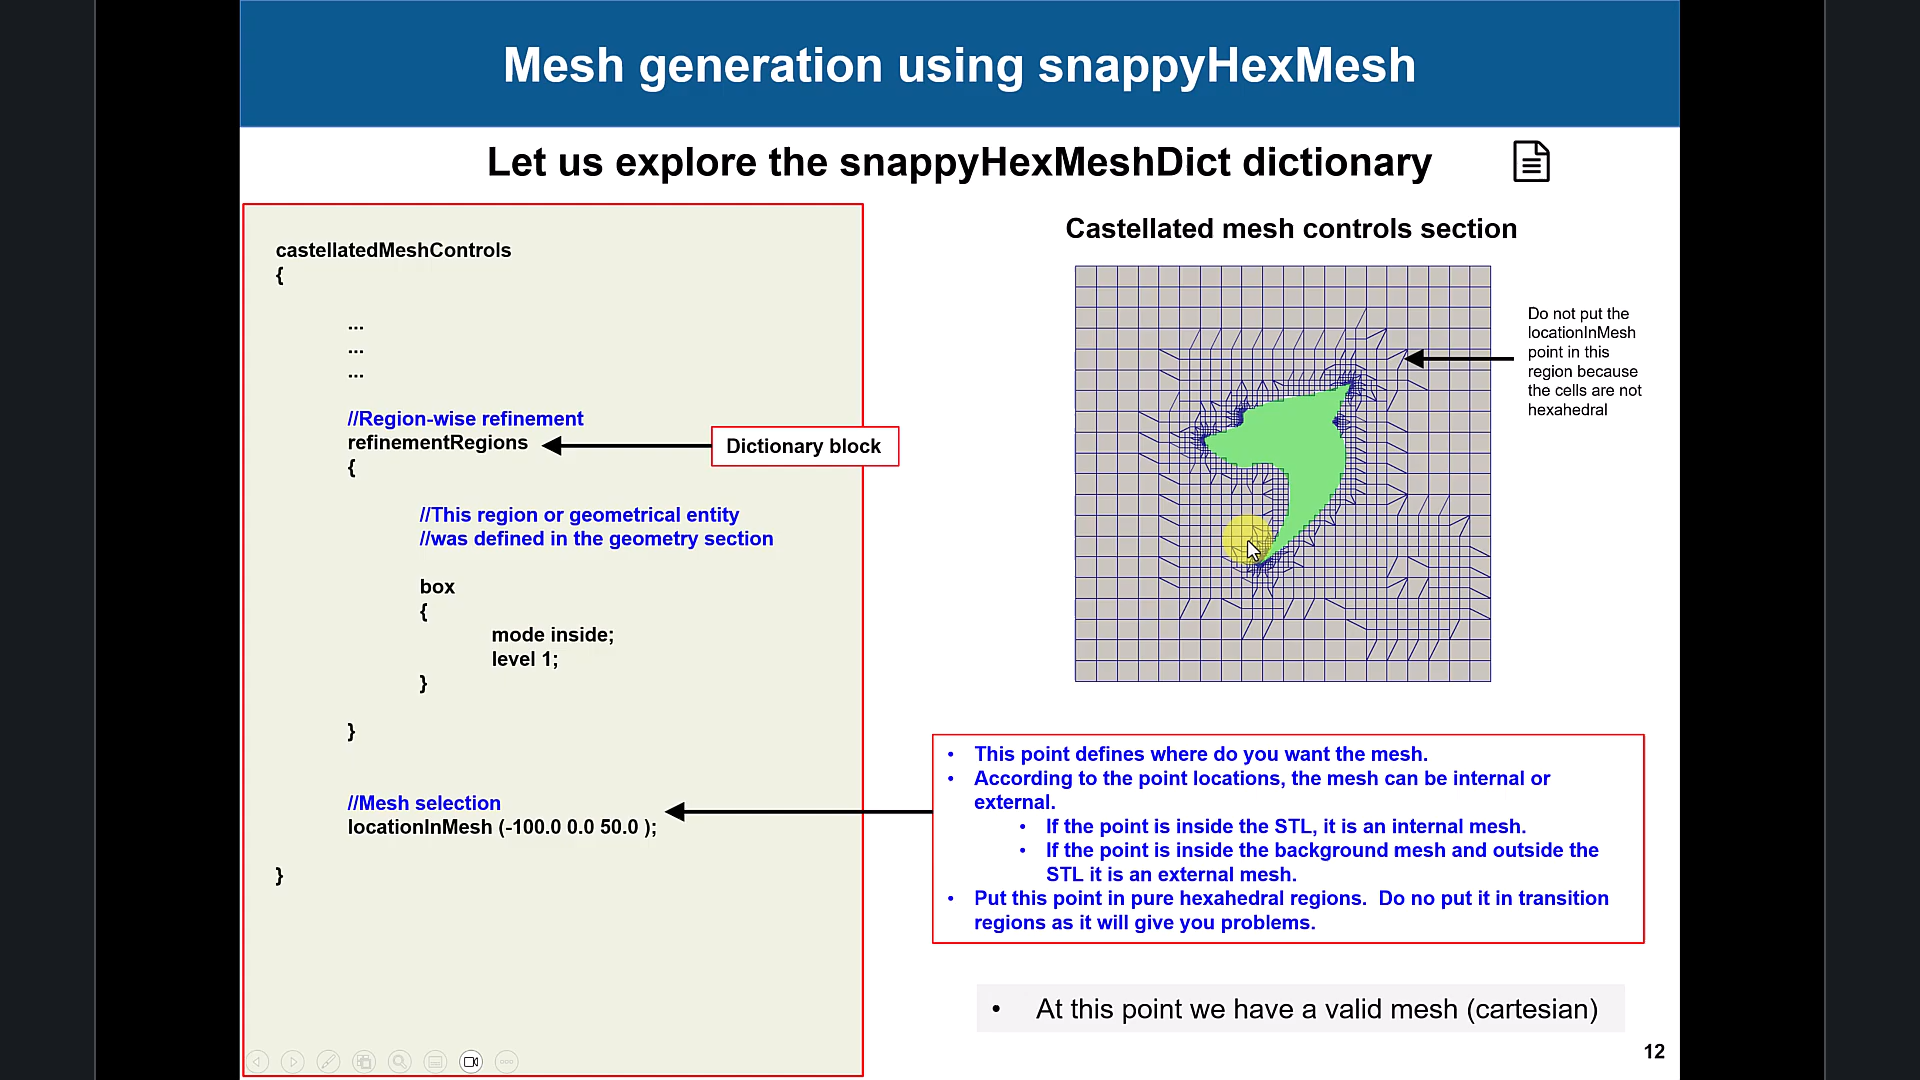 Mesh generation using snappyHexMesh
Let us explore the snappyHexMeshDict dictionary
castellatedMeshControls
{
...
...
...
//Region-wise refinement
refinementRegions
{
//This region or geometrical entity
//was defined in the geometry section
box
{
mode inside;
level 1;
}
}
//Mesh selection
locationInMesh (-100.0 0.0 50.0 );
}
Dictionary block
Castellated mesh controls section
Do not put the
locationInMesh
point in this
region because
the cells are not
hexahedral
• This point defines where do you want the mesh.
• According to the point locations, the mesh can be internal or
external.
• If the point is inside the STL, it is an internal mesh.
• If the point is inside the background mesh and outside the
STL it is an external mesh.
• Put this point in pure hexahedral regions. Do no put it in transition
regions as it will give you problems.
• At this point we have a valid mesh (cartesian)
12